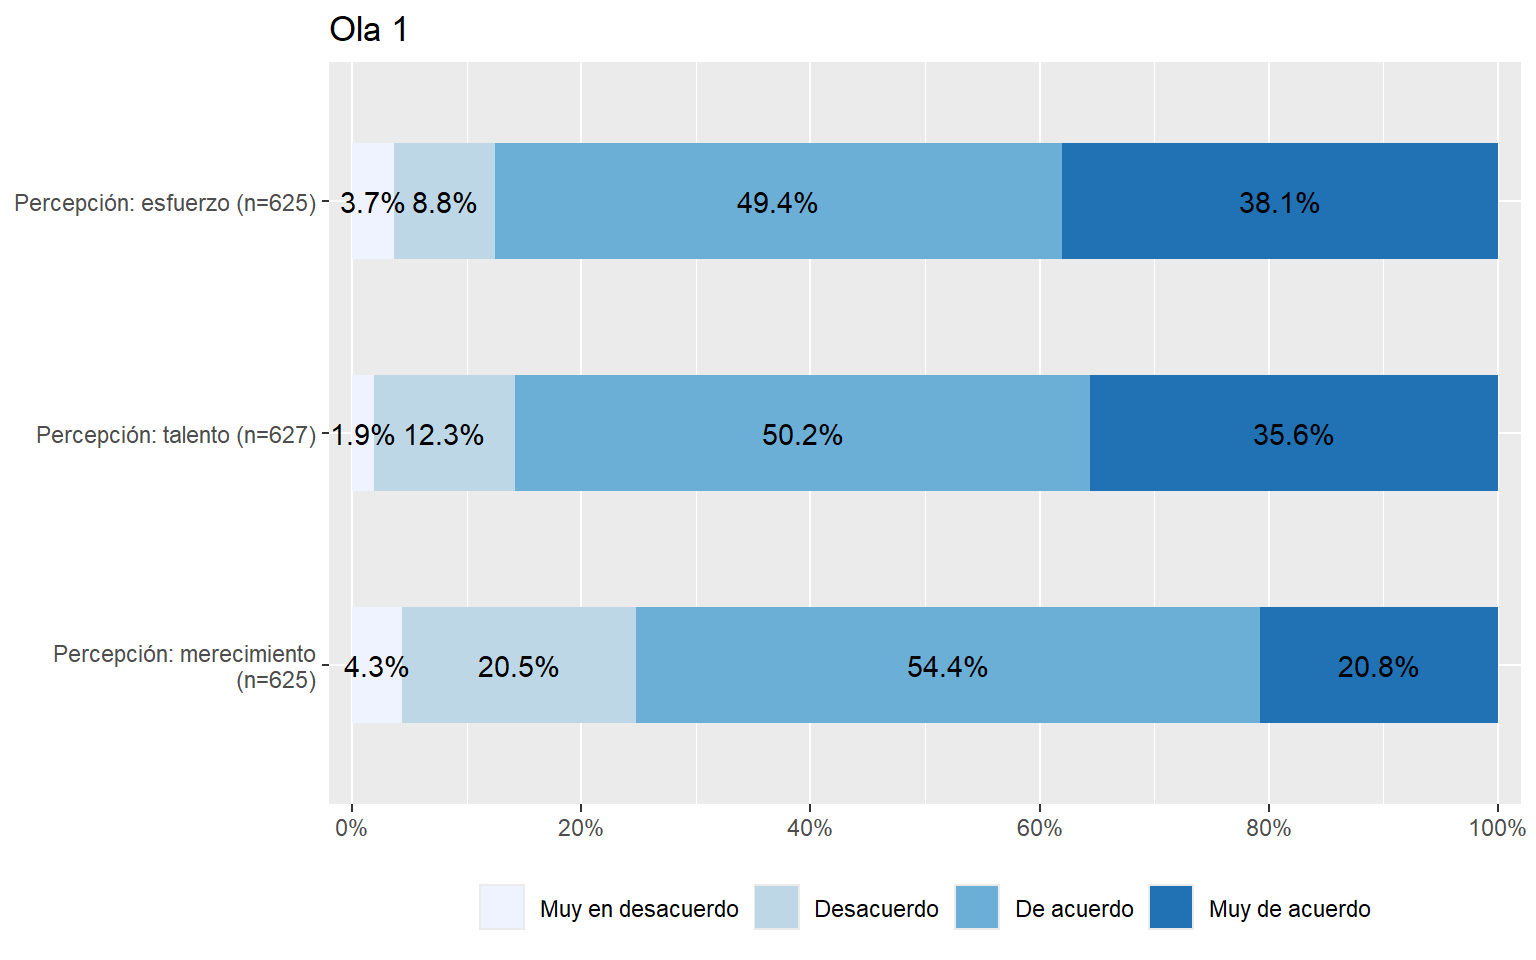 Ola 1
Percepción: esfuerzo (n=625)
3.7% 8.8% 49.4% 38.1%
Percepción: talento (n=627)
1.9% 12.3% 50.2% 35.6%
Percepción: merecimiento
(n=625)
4.3% 20.5% 54.4% 20.8%
0% 20% 40% 60% 80% 100%
Muy en desacuerdo Desacuerdo De acuerdo Muy de acuerdo